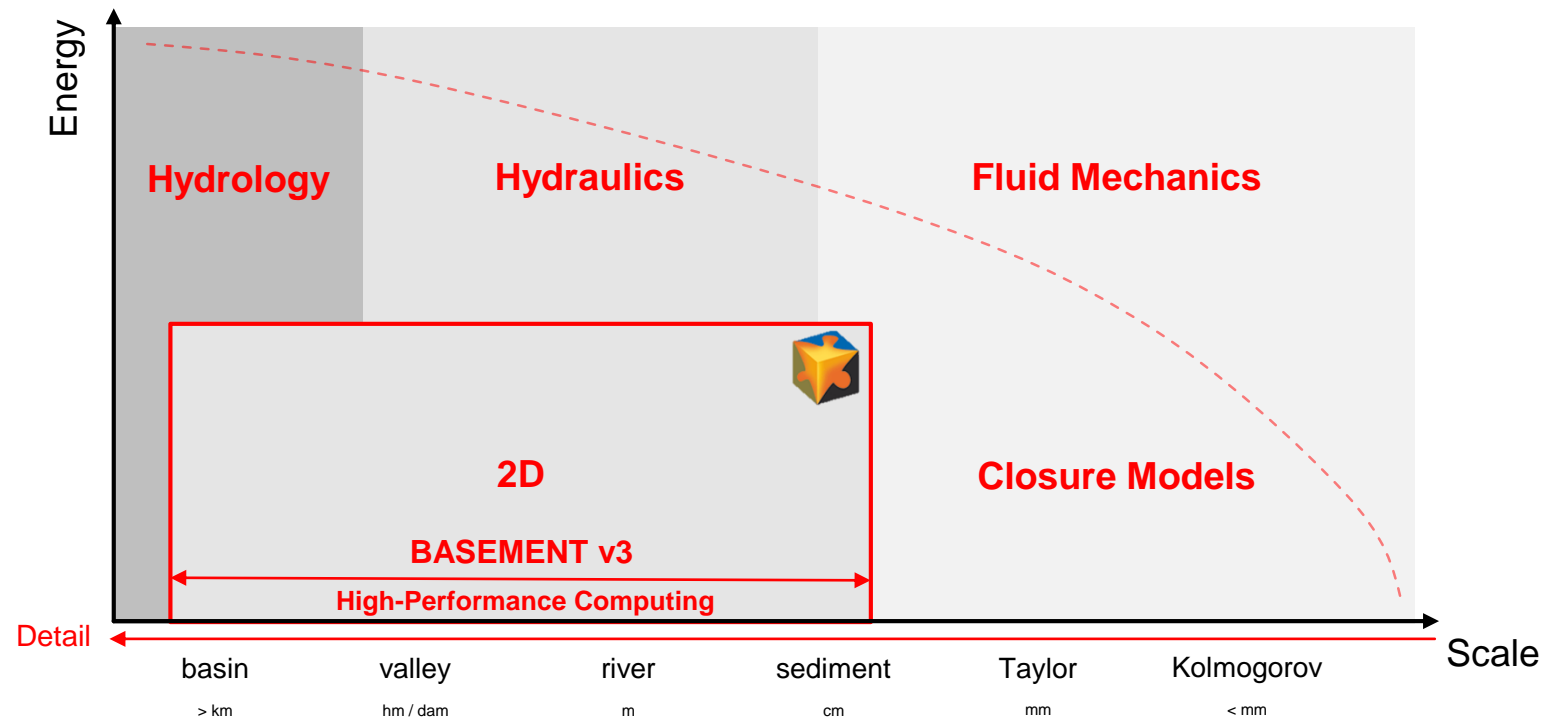 Energy
Hydrology
Hydraulics
Fluid Mechanics
2D
Closure Models
BASEMENT v3
High-Performance Computing
Detail
Scale
basin
valley
river
sediment
Taylor
Kolmogorov
> km
hm / dam
m
cm
mm
< mm